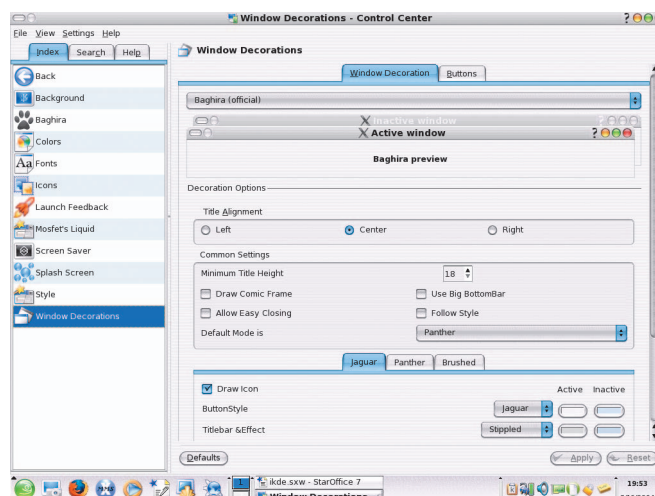 Window Decorations - Control Center
?
File View Settings Help
Index Search Help
Window Decorations
Back
Background
Baghira
Colors
Aa Fonts
Icons
Launch Feedback
Mosfet's Liquid
Screen Saver
Splash Screen
Style
Window Decorations
Window Decoration Buttons
Baghira (official)
X Inactive window ?
X Active window ?
Baghira preview
Decoration Options
Title Alignment
Left Center Right
Common Settings
Minimum Title Height 18
Draw Comic Frame Use Big BottomBar
Allow Easy Closing Follow Style
Default Mode is Panther
Jaguar Panther Brushed
Draw Icon Active Inactive
ButtonStyle Jaguar
Titlebar &Effect Stippled
Defaults Apply Reset
1 ikde.sxw - StarOffice 7 19:53
Window Decorations